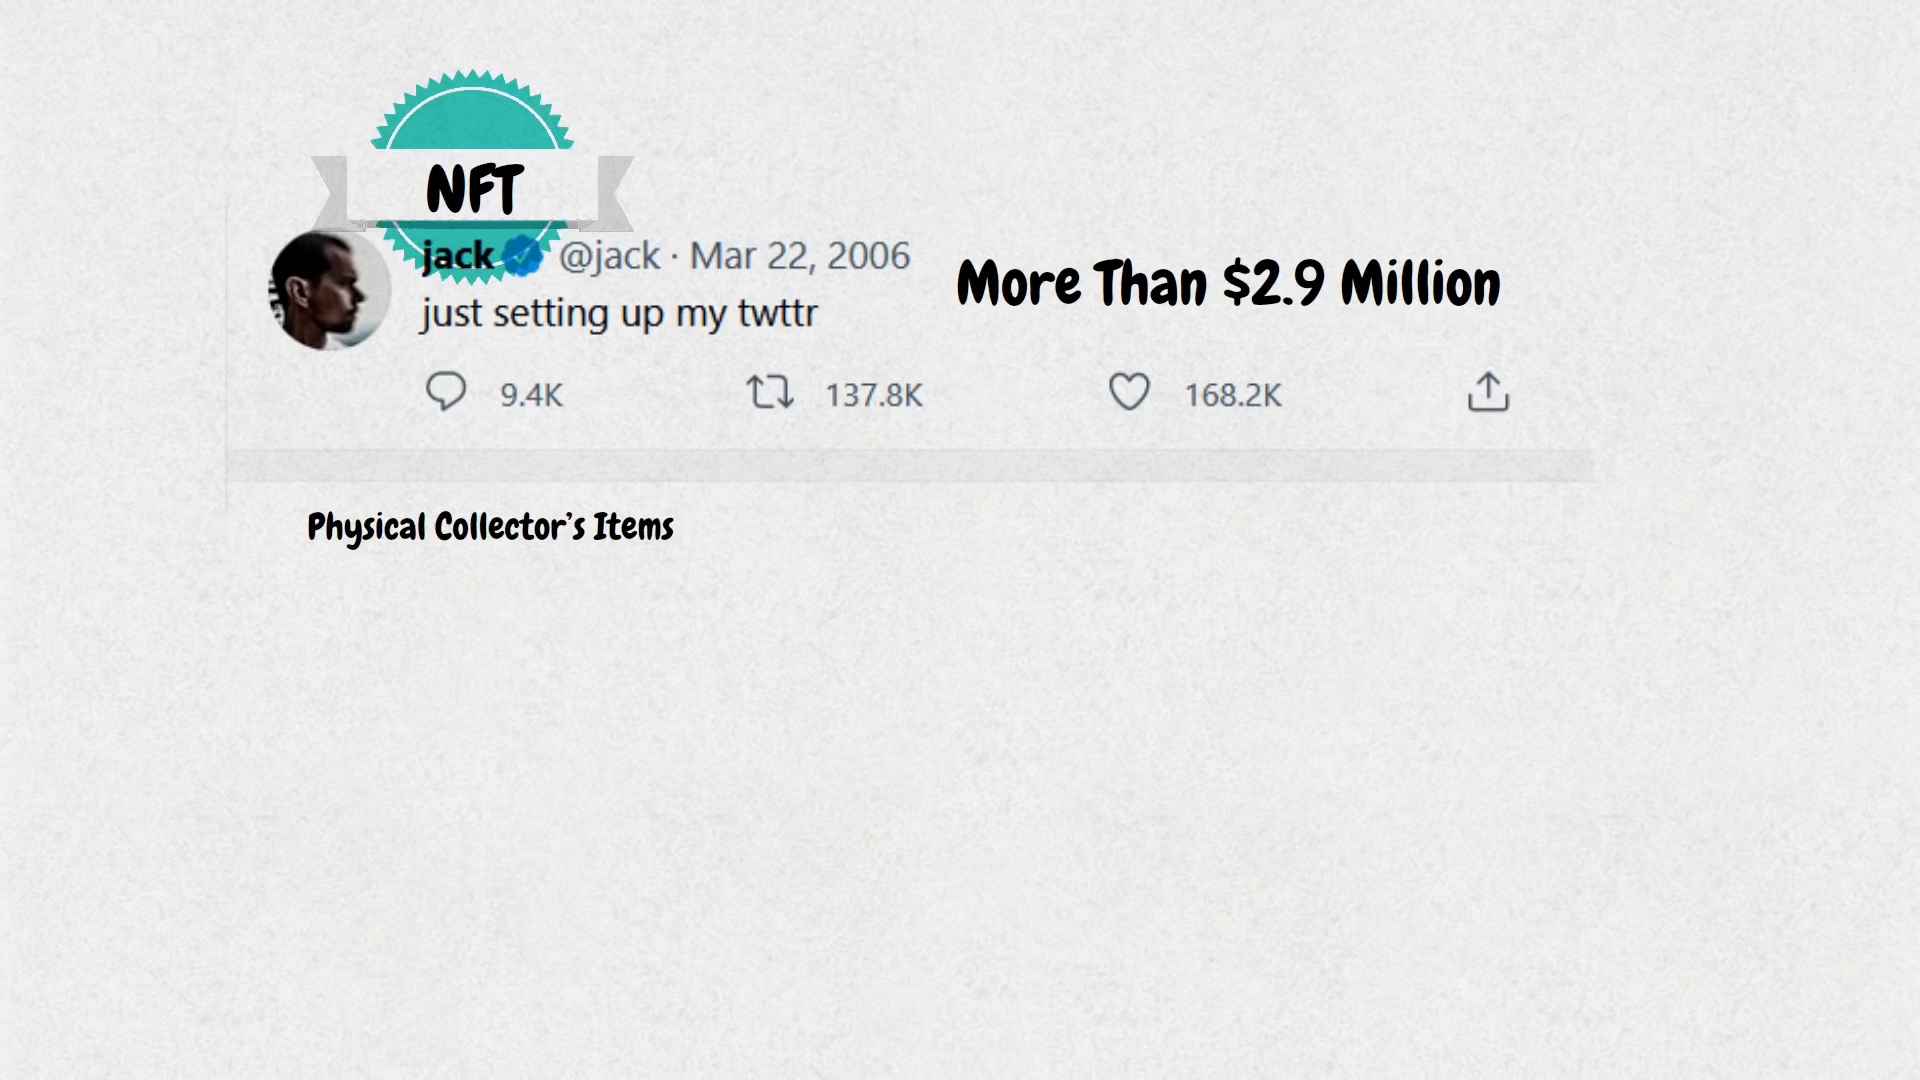 NFT
jack @jack · Mar 22, 2006
just setting up my twttr
More Than $2.9 Million
9.4K 137.8K 168.2K
Physical Collector's Items